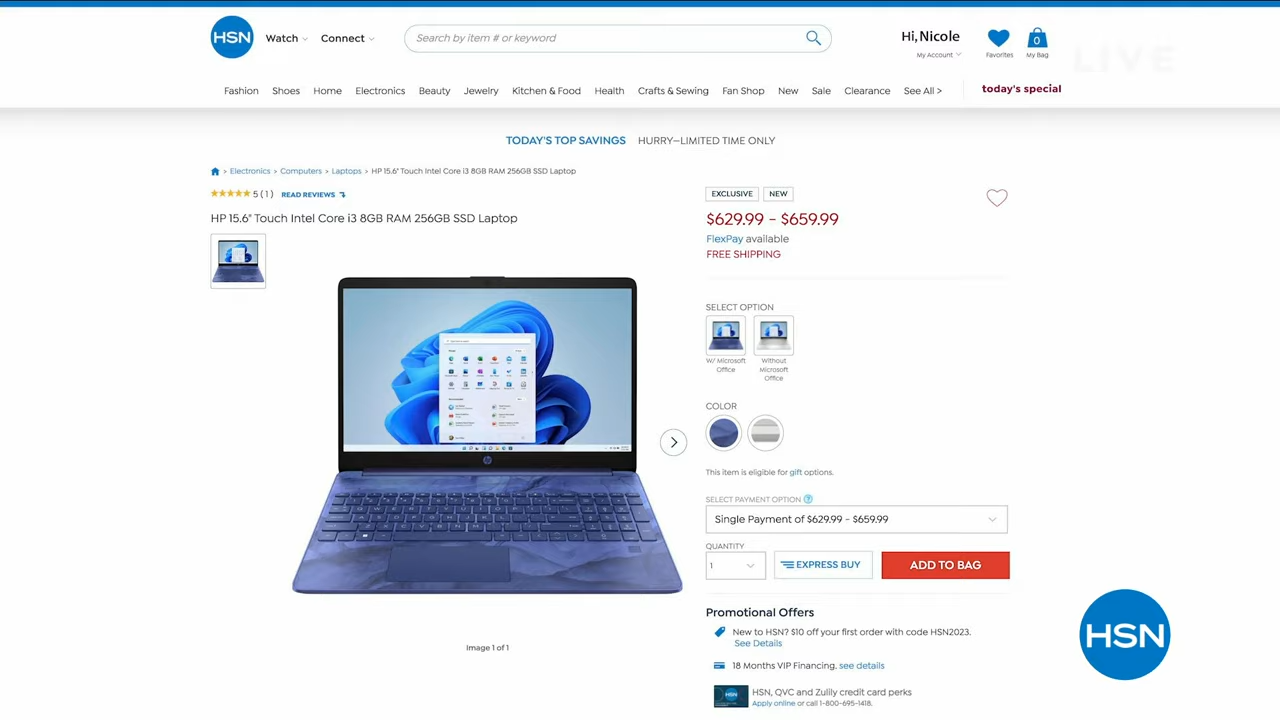 HSN
Watch
Connect
Search by item # or keyword
Hi, Nicole
My Account
Favorites
0
My Bag
LIVE
Fashion
Shoes
Home
Electronics
Beauty
Jewelry
Kitchen & Food
Health
Crafts & Sewing
Fan Shop
New
Sale
Clearance
See All >
today's special
TODAY'S TOP SAVINGS HURRY—LIMITED TIME ONLY
> Electronics > Computers > Laptops > HP 15.6" Touch Intel Core i3 8GB RAM 256GB SSD Laptop
5 (1) READ REVIEWS
HP 15.6" Touch Intel Core i3 8GB RAM 256GB SSD Laptop
Image 1 of 1
EXCLUSIVE
NEW
$629.99 - $659.99
FlexPay available
FREE SHIPPING
SELECT OPTION
W/ Microsoft
Office
Without
Microsoft
Office
COLOR
This item is eligible for gift options.
SELECT PAYMENT OPTION ?
Single Payment of $629.99 - $659.99
QUANTITY
1
EXPRESS BUY
ADD TO BAG
Promotional Offers
New to HSN? $10 off your first order with code HSN2023.
See Details
18 Months VIP Financing, see details
HSN
HSN, QVC and Zulily credit card perks
Apply online or call 1-800-695-1418.
HSN